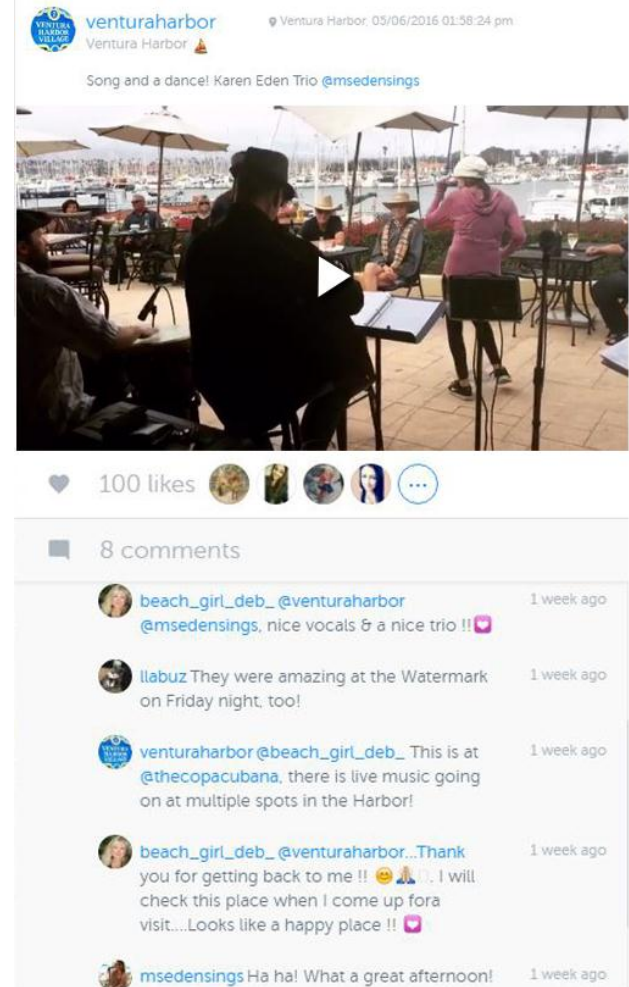 VENTURA
HARBOR
VILLAGE
venturaharbor
Ventura Harbor, 05/06/2016 01:58:24 pm
Ventura Harbor
Song and a dance! Karen Eden Trio @msedensings
100 likes
8 comments
beach_girl_deb_ @venturaharbor 1 week ago
@msedensings, nice vocals & a nice trio !!
llabuz They were amazing at the Watermark 1 week ago
on Friday night, too!
venturaharbor @beach_girl_deb_ This is at 1 week ago
@thecopacubana, there is live music going
on at multiple spots in the Harbor!
beach_girl_deb_ @venturaharbor...Thank 1 week ago
you for getting back to me !! 😊🙏. I will
check this place when I come up fora
visit....Looks like a happy place !! 💟
msedensings Ha ha! What a great afternoon! 1 week ago